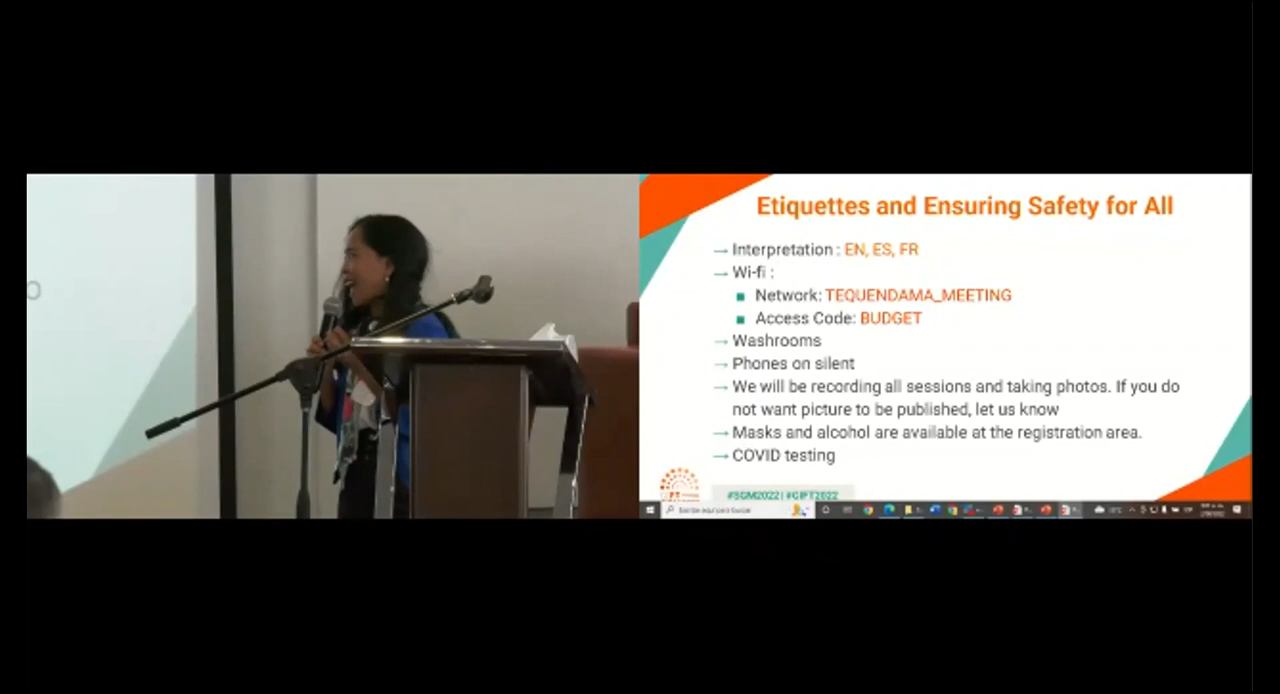 O
Etiquettes and Ensuring Safety for All
→ Interpretation : EN, ES, FR
→ Wi-fi :
■ Network: TEQUENDAMA_MEETING
■ Access Code: BUDGET
→ Washrooms
→ Phones on silent
→ We will be recording all sessions and taking photos. If you do
not want picture to be published, let us know
→ Masks and alcohol are available at the registration area.
→ COVID testing
#SGM2022| #GIFT2022